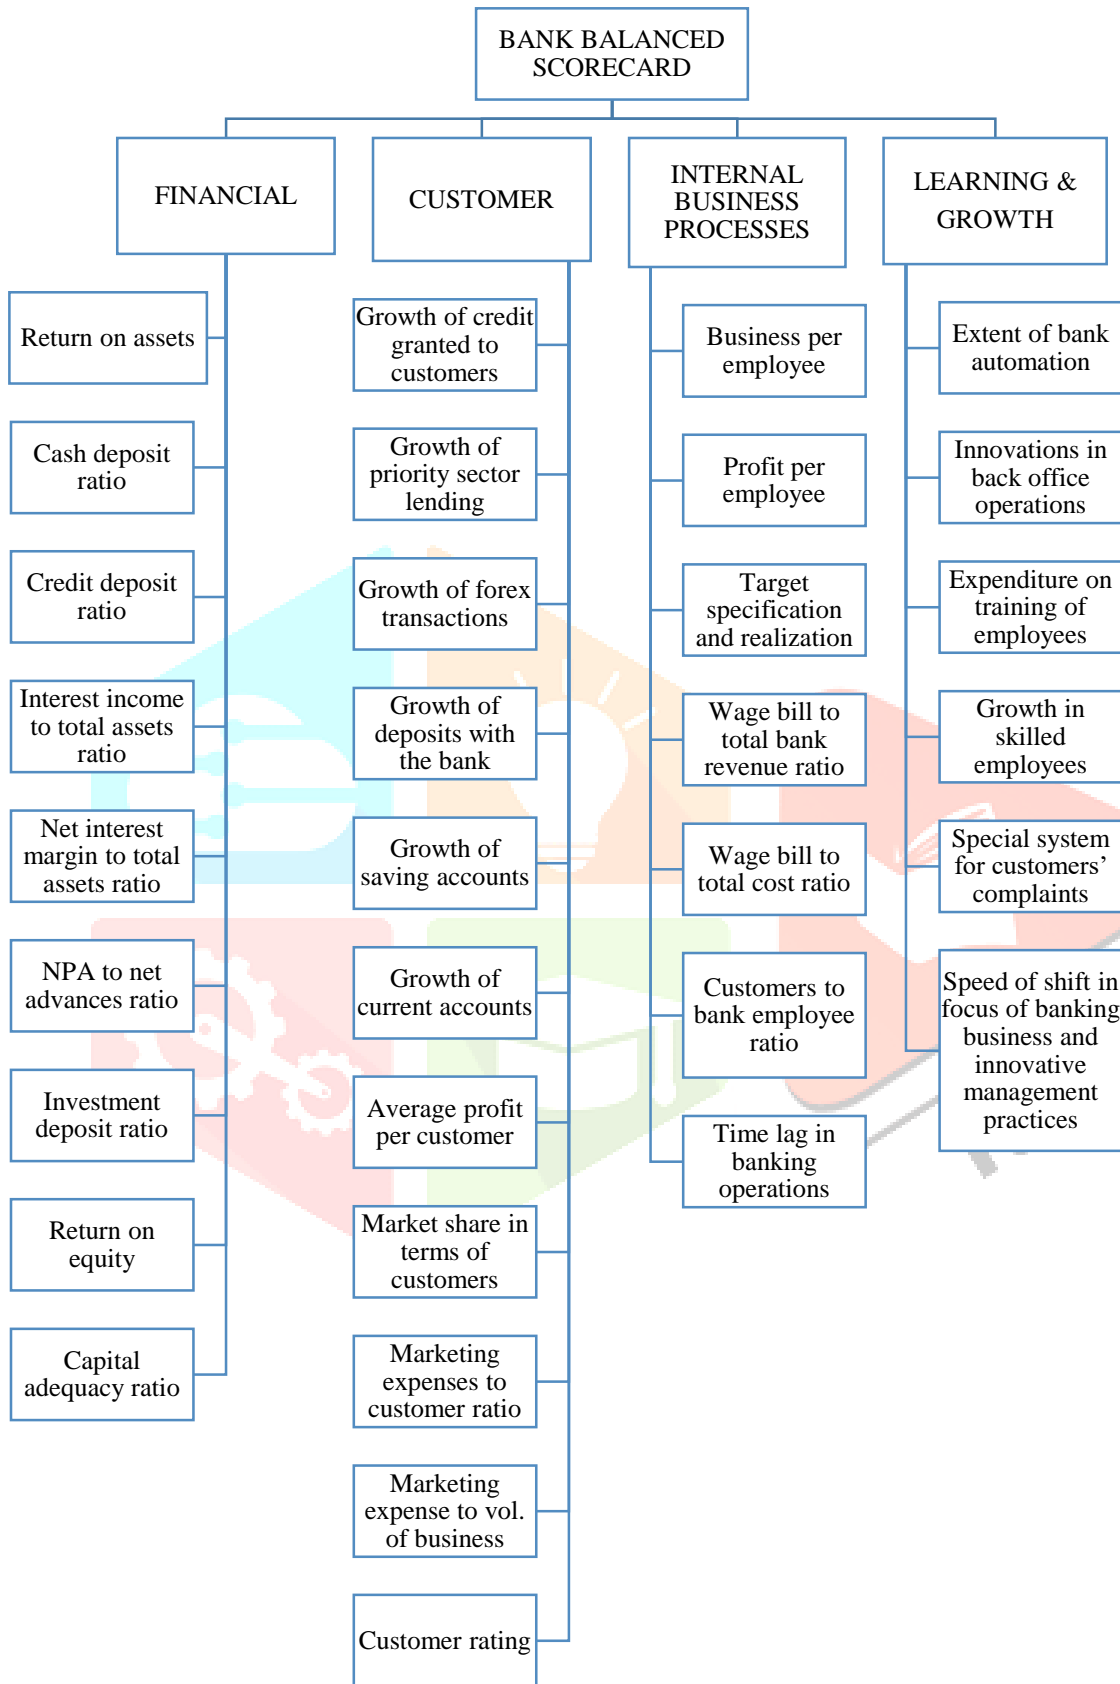 BANK BALANCED
SCORECARD
FINANCIAL
CUSTOMER
INTERNAL
BUSINESS
PROCESSES
LEARNING &
GROWTH
Return on assets
Cash deposit
ratio
Credit deposit
ratio
Interest income
to total assets
ratio
Net interest
margin to total
assets ratio
NPA to net
advances ratio
Investment
deposit ratio
Return on
equity
Capital
adequacy ratio
Growth of credit
granted to
customers
Growth of
priority sector
lending
Growth of forex
transactions
Growth of
deposits with
the bank
Growth of
saving accounts
Growth of
current accounts
Average profit
per customer
Market share in
terms of
customers
Marketing
expenses to
customer ratio
Marketing
expense to vol.
of business
Customer rating
Business per
employee
Profit per
employee
Target
specification
and realization
Wage bill to
total bank
revenue ratio
Wage bill to
total cost ratio
Customers to
bank employee
ratio
Time lag in
banking
operations
Extent of bank
automation
Innovations in
back office
operations
Expenditure on
training of
employees
Growth in
skilled
employees
Special system
for customers’
complaints
Speed of shift in
focus of banking
business and
innovative
management
practices